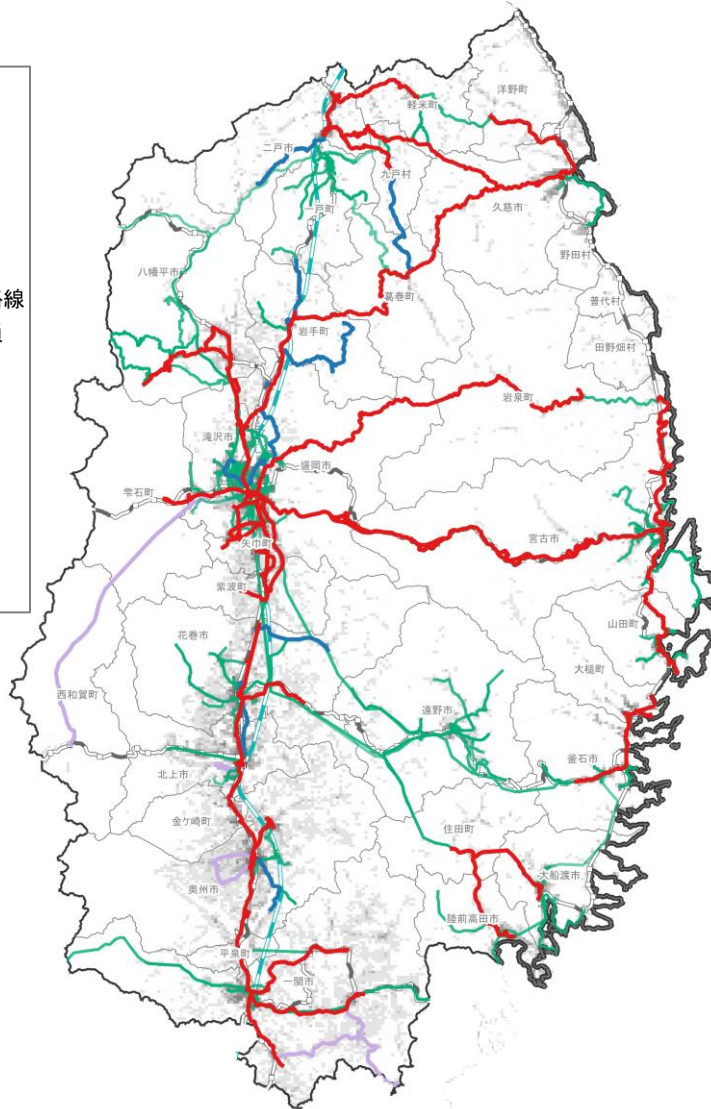 路線
洋野町
軽米町
二戸市
九戸村
一戸町
久慈市
野田村
八幡平市
葛巻町
普代村
岩手町
田野畑村
岩泉町
滝沢市
盛岡市
雫石町
宮古市
矢巾町
紫波町
山田町
花巻市
大槌町
西和賀町
遠野市
釜石市
北上市
金ケ崎町
住田町
大船渡市
奥州市
陸前高田市
平泉町
一関市